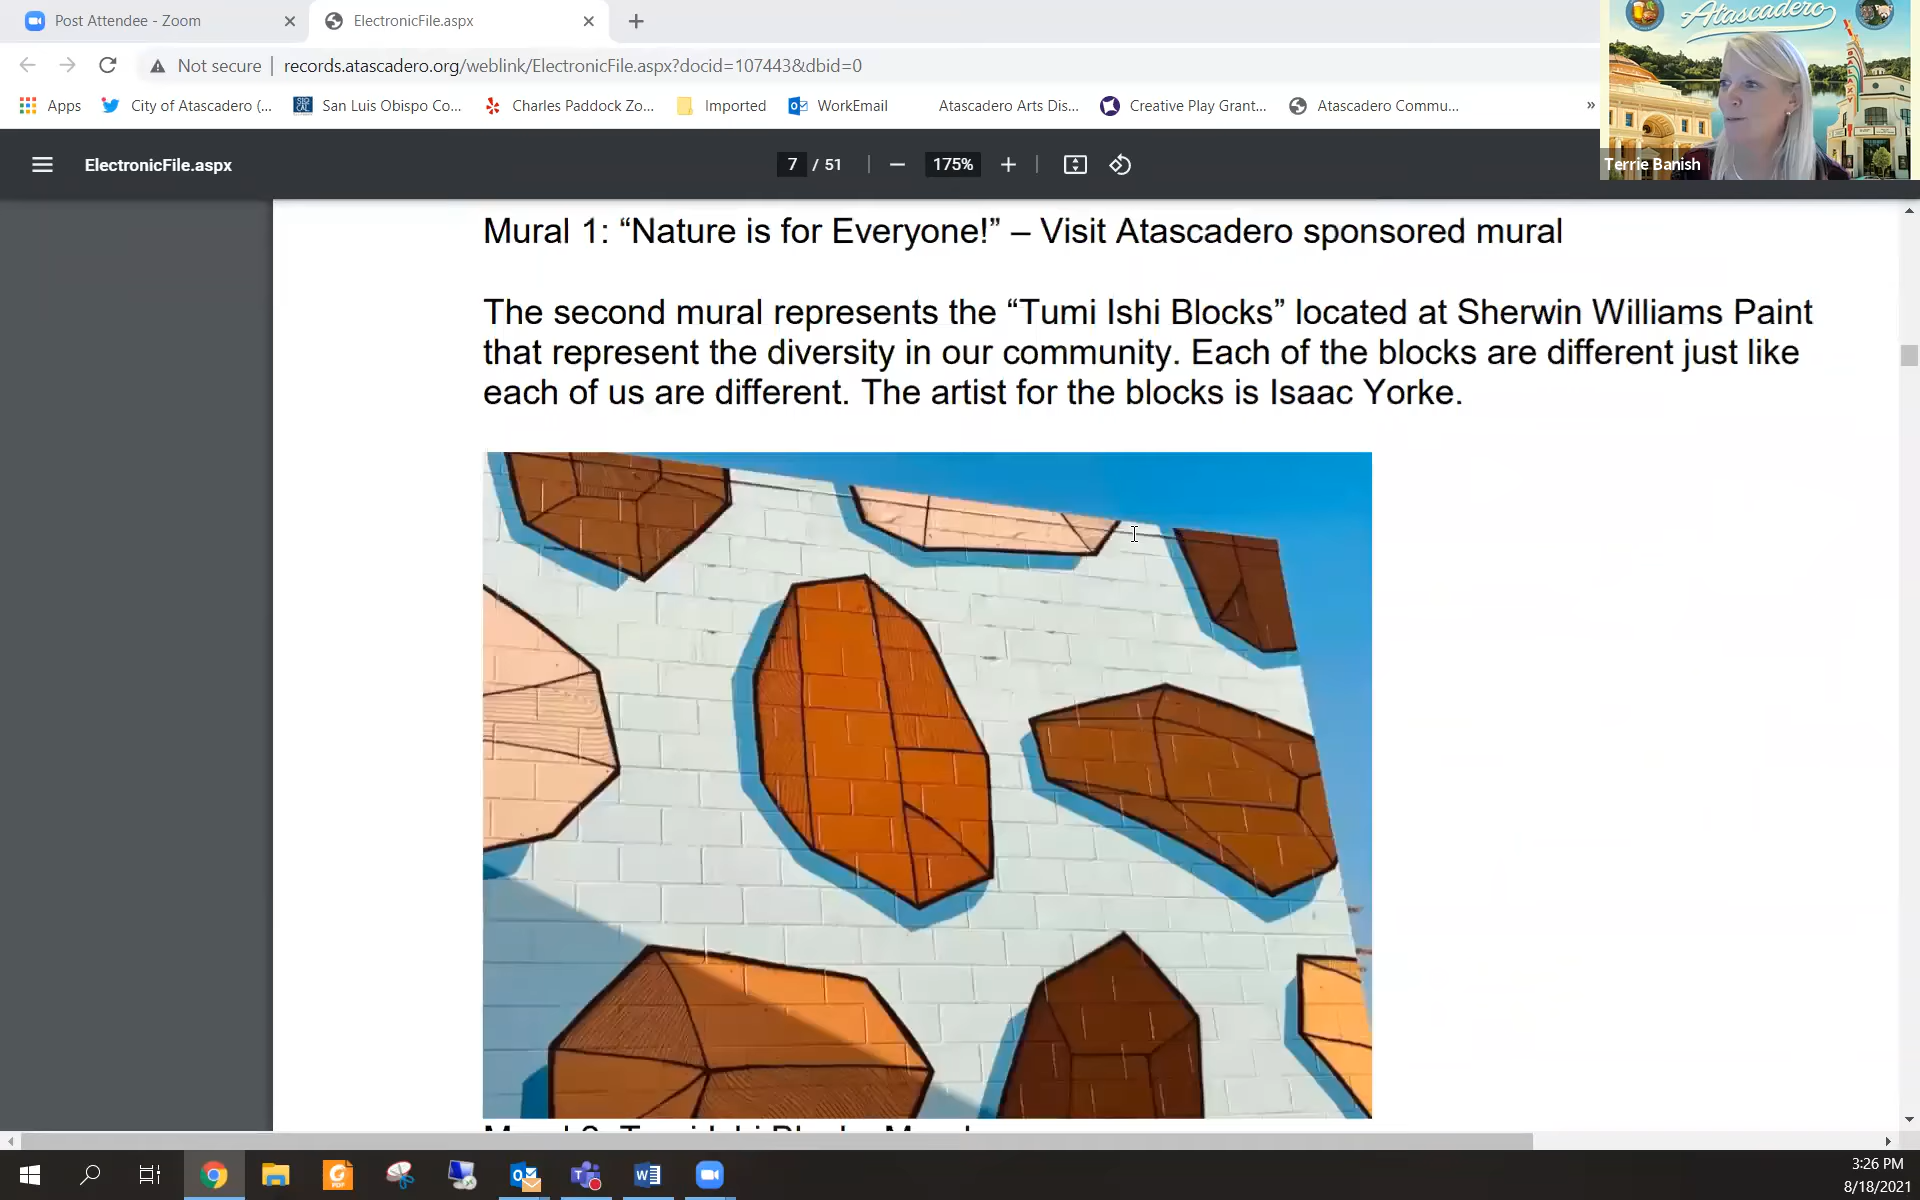 Post Attendee - Zoom
ElectronicFile.aspx
Not secure
records.atascadero.org/weblink/ElectronicFile.aspx?docid=107443&dbid=0
Apps
City of Atascadero (...
San Luis Obispo Co...
Charles Paddock Zo...
Imported
WorkEmail
Atascadero Arts Dis...
Creative Play Grant...
Atascadero Commu...
»
Atascadero
Terrie Banish
ElectronicFile.aspx
7 / 51
175%
Mural 1: “Nature is for Everyone!” – Visit Atascadero sponsored mural
The second mural represents the “Tumi Ishi Blocks” located at Sherwin Williams Paint
that represent the diversity in our community. Each of the blocks are different just like
each of us are different. The artist for the blocks is Isaac Yorke.
3:26 PM
8/18/2021